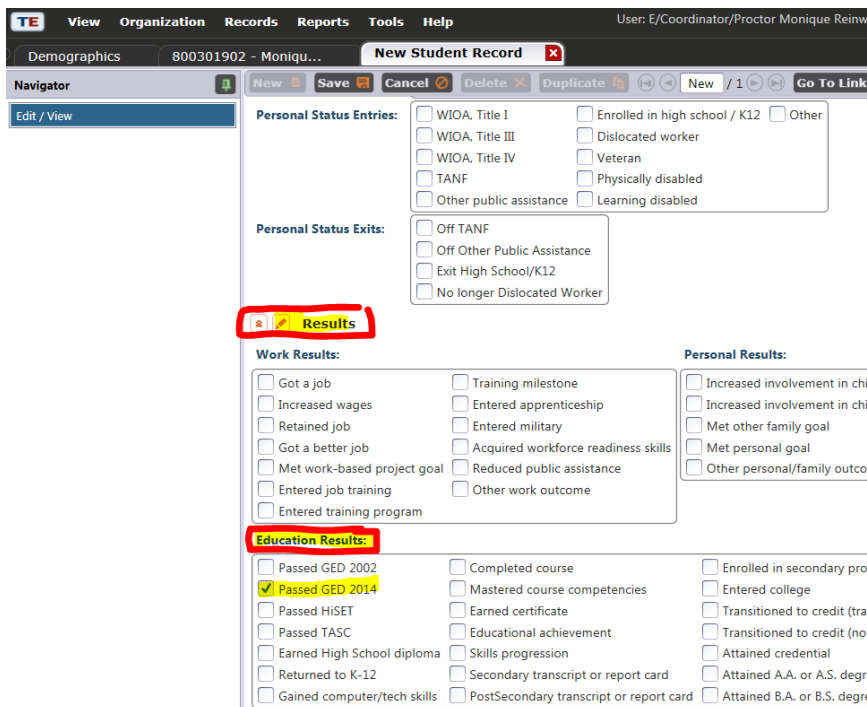 TE View Organization Records Reports Tools Help User: E/Coordinator/Proctor Monique Reinw
Demographics 800301902 - Moniqu... New Student Record
Navigator New Save Cancel Delete Duplicate New / 1 Go To Link
Edit / View
Personal Status Entries:
WIOA, Title I Enrolled in high school / K12 Other
WIOA, Title III Dislocated worker
WIOA, Title IV Veteran
TANF Physically disabled
Other public assistance Learning disabled
Personal Status Exits:
Off TANF
Off Other Public Assistance
Exit High School/K12
No longer Dislocated Worker
Results
Work Results: Personal Results:
Got a job Training milestone Increased involvement in chi
Increased wages Entered apprenticeship Increased involvement in chi
Retained job Entered military Met other family goal
Got a better job Acquired workforce readiness skills Met personal goal
Met work-based project goal Reduced public assistance Other personal/family outco
Entered job training Other work outcome
Entered training program
Education Results:
Passed GED 2002 Completed course Enrolled in secondary pro
Passed GED 2014 Mastered course competencies Entered college
Passed HiSET Earned certificate Transitioned to credit (tra
Passed TASC Educational achievement Transitioned to credit (no
Earned High School diploma Skills progression Attained credential
Returned to K-12 Secondary transcript or report card Attained A.A. or A.S. degr
Gained computer/tech skills PostSecondary transcript or report card Attained B.A. or B.S. degre